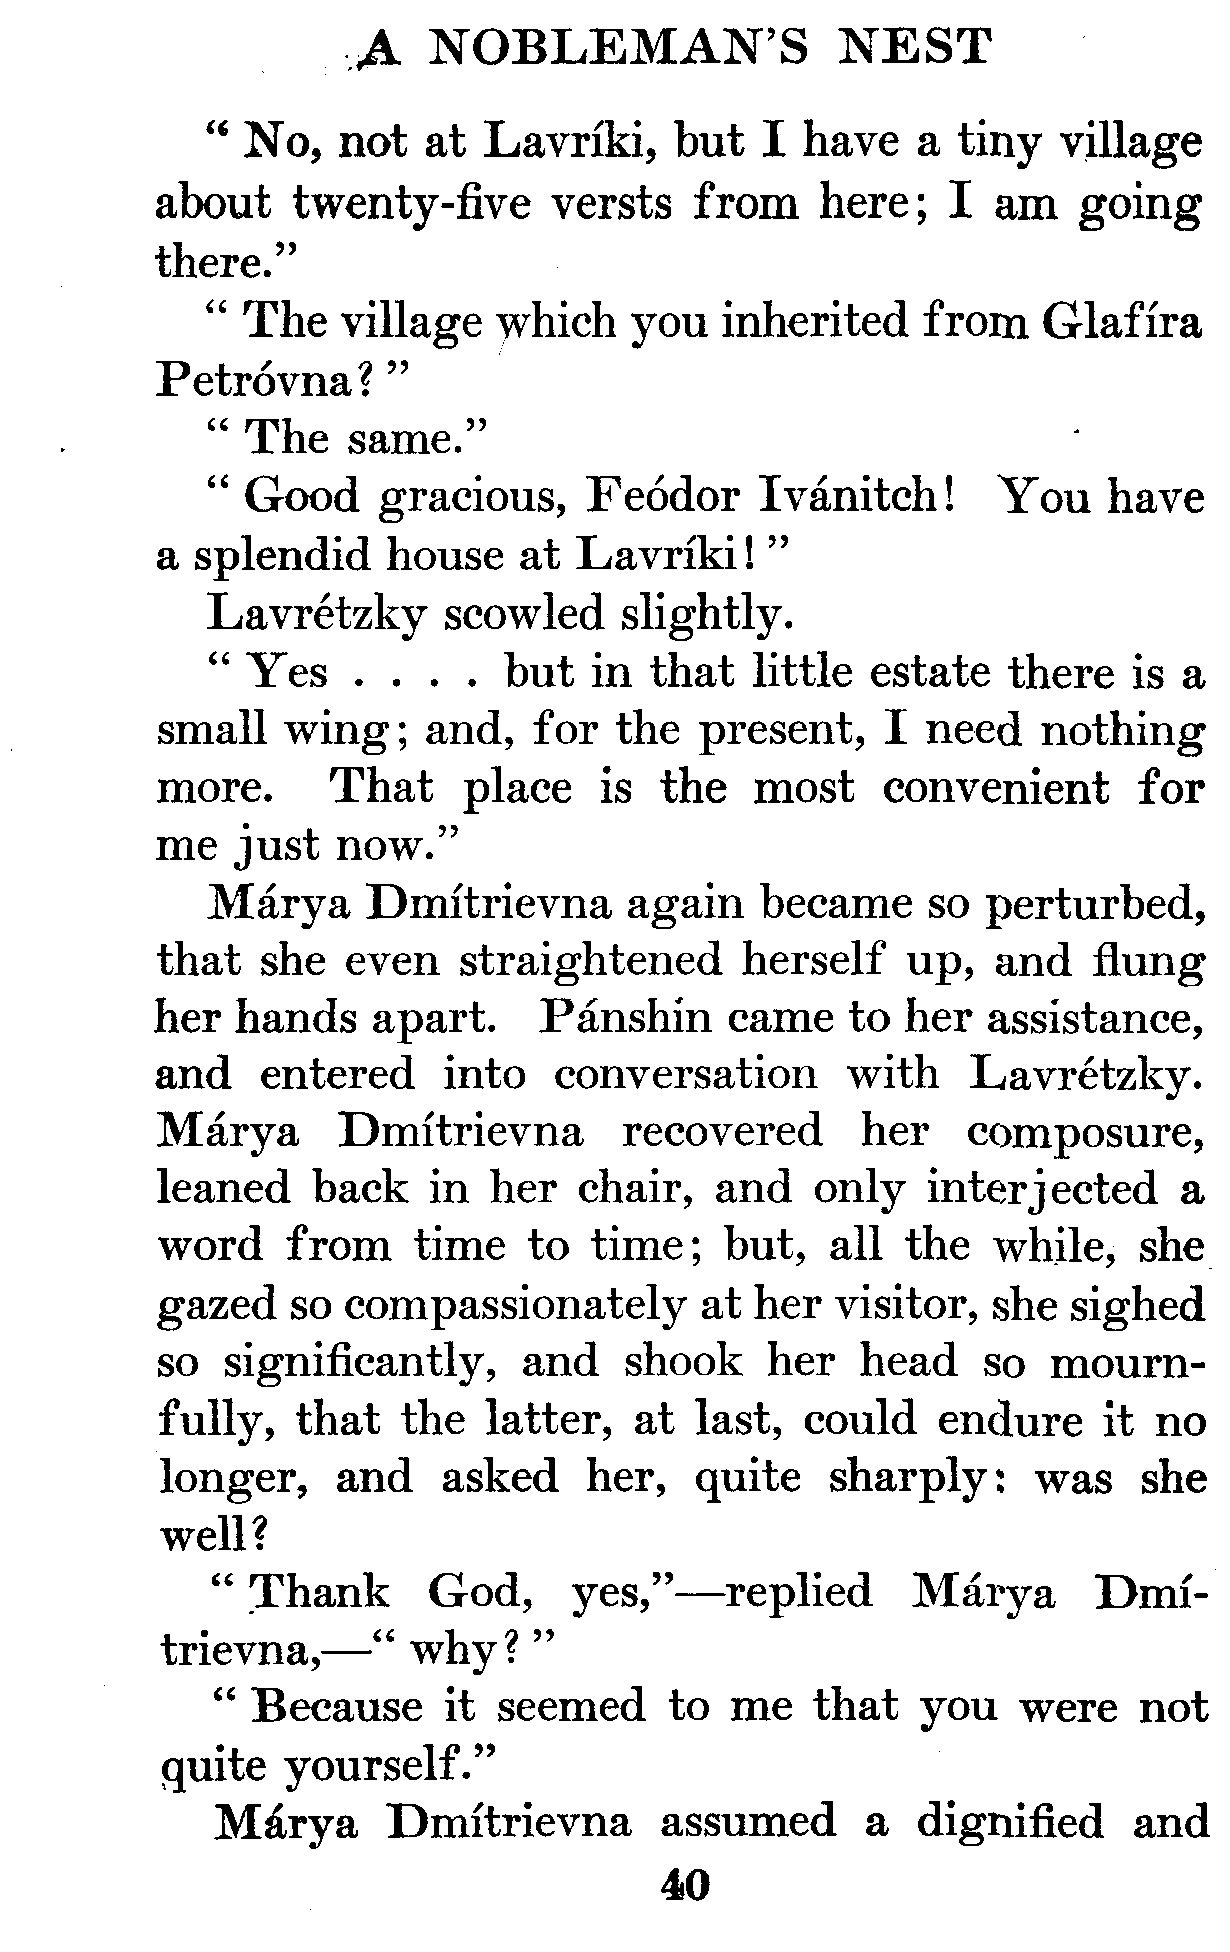 A NOBLEMAN'S NEST
“ No, not at Lavríki, but I have a tiny village
about twenty-five versts from here; I am going
there.”
“ The village which you inherited from Glafíra
Petróvna? ”
“ The same.”
“ Good gracious, Feódor Ivánitch! You have
a splendid house at Lavríki! ”
Lavrétzky scowled slightly.
“ Yes . . . . but in that little estate there is a
small wing; and, for the present, I need nothing
more. That place is the most convenient for
me just now.”
Márya Dmítrievna again became so perturbed,
that she even straightened herself up, and flung
her hands apart. Pánshin came to her assistance,
and entered into conversation with Lavrétzky.
Márya Dmítrievna recovered her composure,
leaned back in her chair, and only interjected a
word from time to time; but, all the while, she
gazed so compassionately at her visitor, she sighed
so significantly, and shook her head so mourn-
fully, that the latter, at last, could endure it no
longer, and asked her, quite sharply: was she
well?
“ Thank God, yes,”—replied Márya Dmí-
trievna,—“ why? ”
“ Because it seemed to me that you were not
quite yourself.”
Márya Dmítrievna assumed a dignified and
40